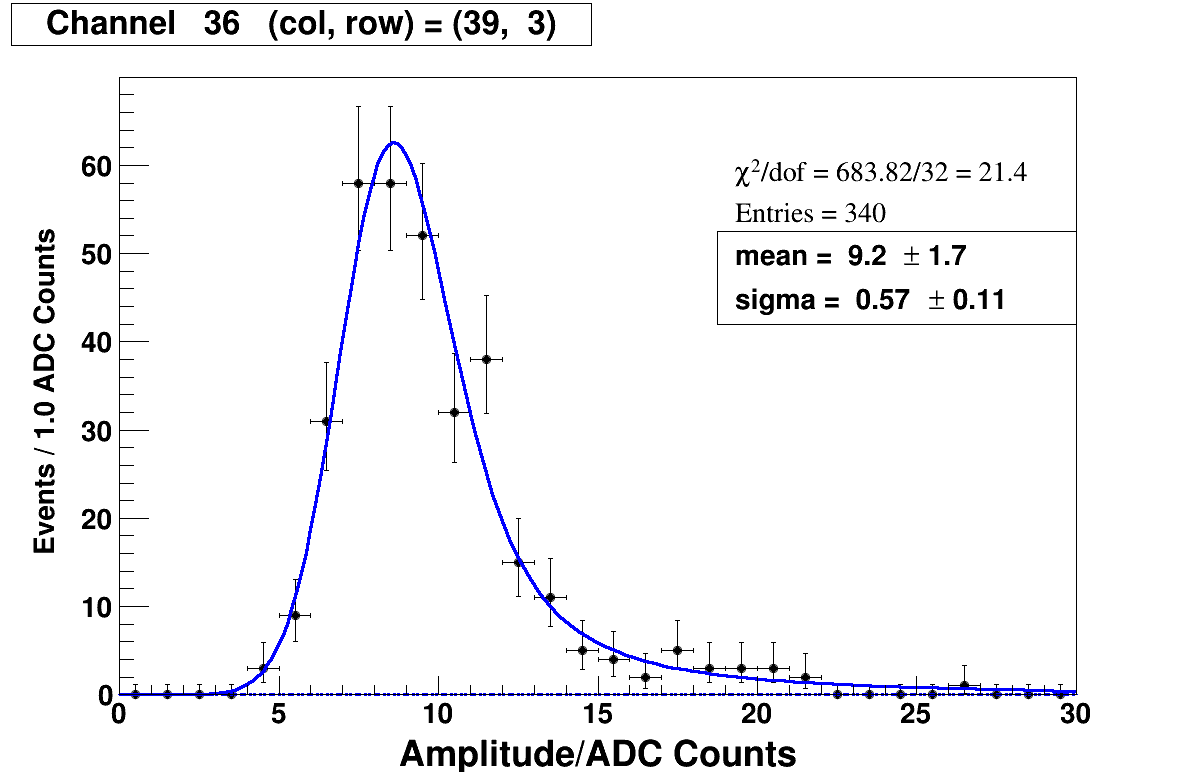 Channel 36 (col, row) = (39, 3)
χ²/dof = 683.82/32 = 21.4
Entries = 340
mean = 9.2 ± 1.7
sigma = 0.57 ± 0.11
Events / 1.0 ADC Counts
60
50
40
30
20
10
0
0 5 10 15 20 25 30
Amplitude/ADC Counts